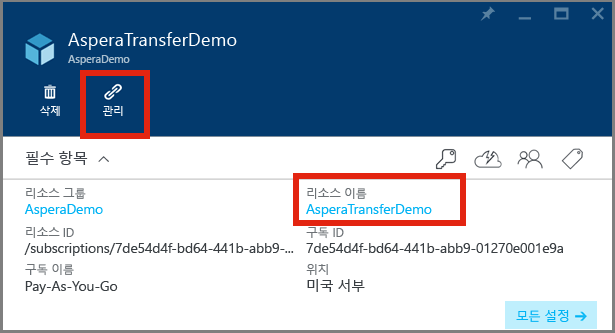 AsperaTransferDemo
AsperaDemo
삭제
관리
필수 항목
리소스 그룹
AsperaDemo
리소스 이름
AsperaTransferDemo
리소스 ID
/subscriptions/7de54d4f-bd64-441b-abb9-...
구독 ID
7de54d4f-bd64-441b-abb9-01270e001e9a
구독 이름
Pay-As-You-Go
위치
미국 서부
모든 설정 →